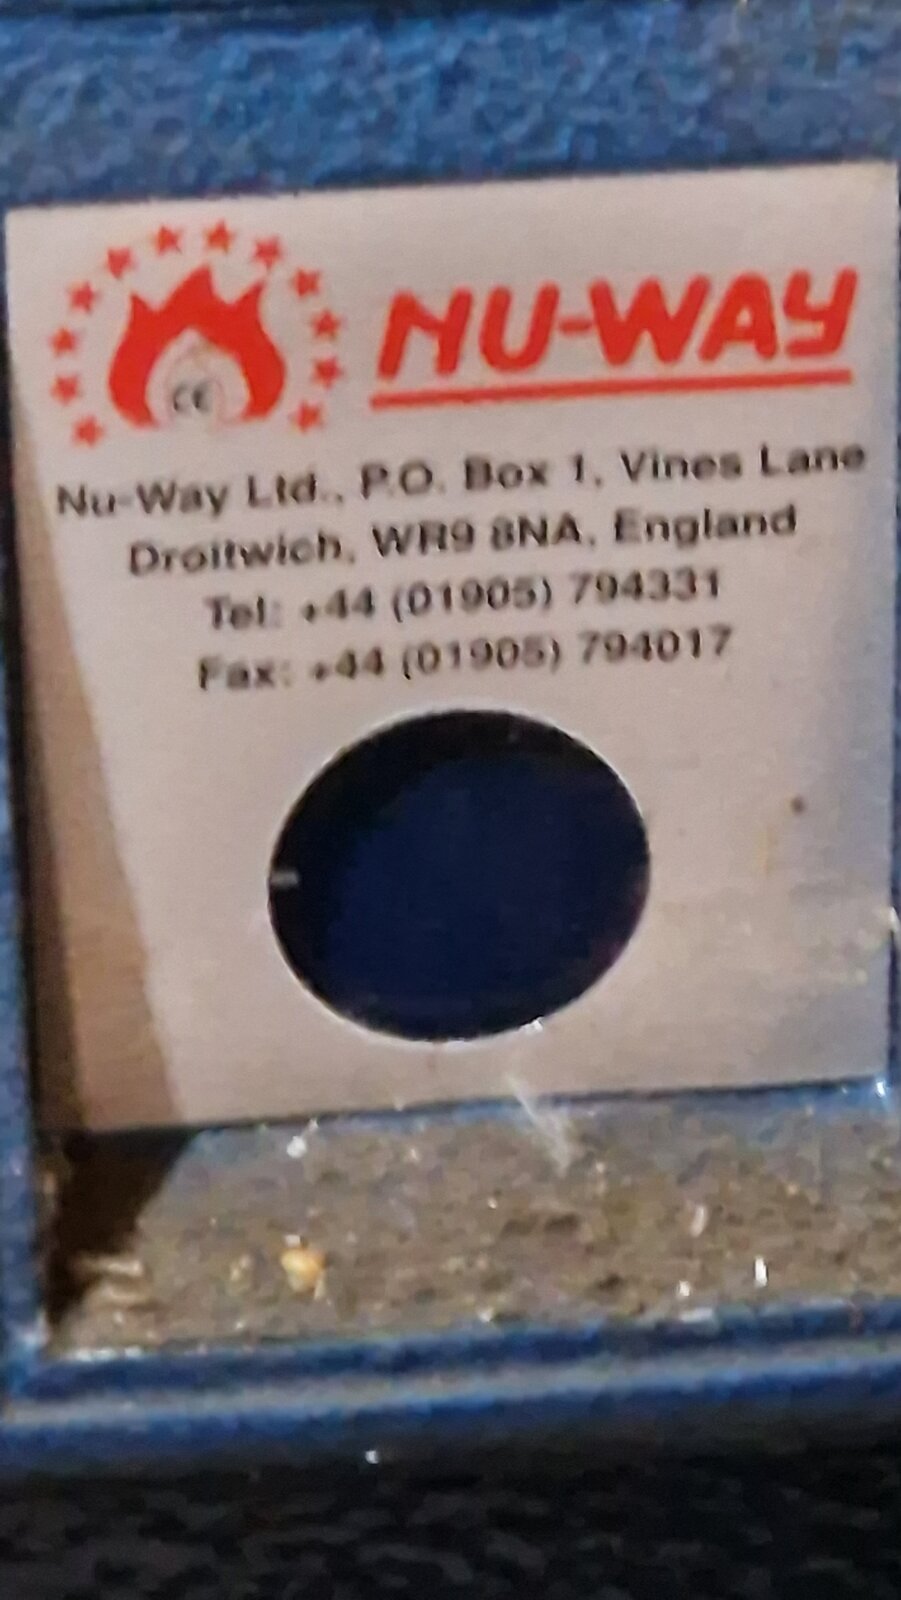 CE
NU-WAY
Nu-Way Ltd., P.O. Box 1, Vines Lane
Droitwich, WR9 8NA, England
Tel: +44 (01905) 794331
Fax: +44 (01905) 794017